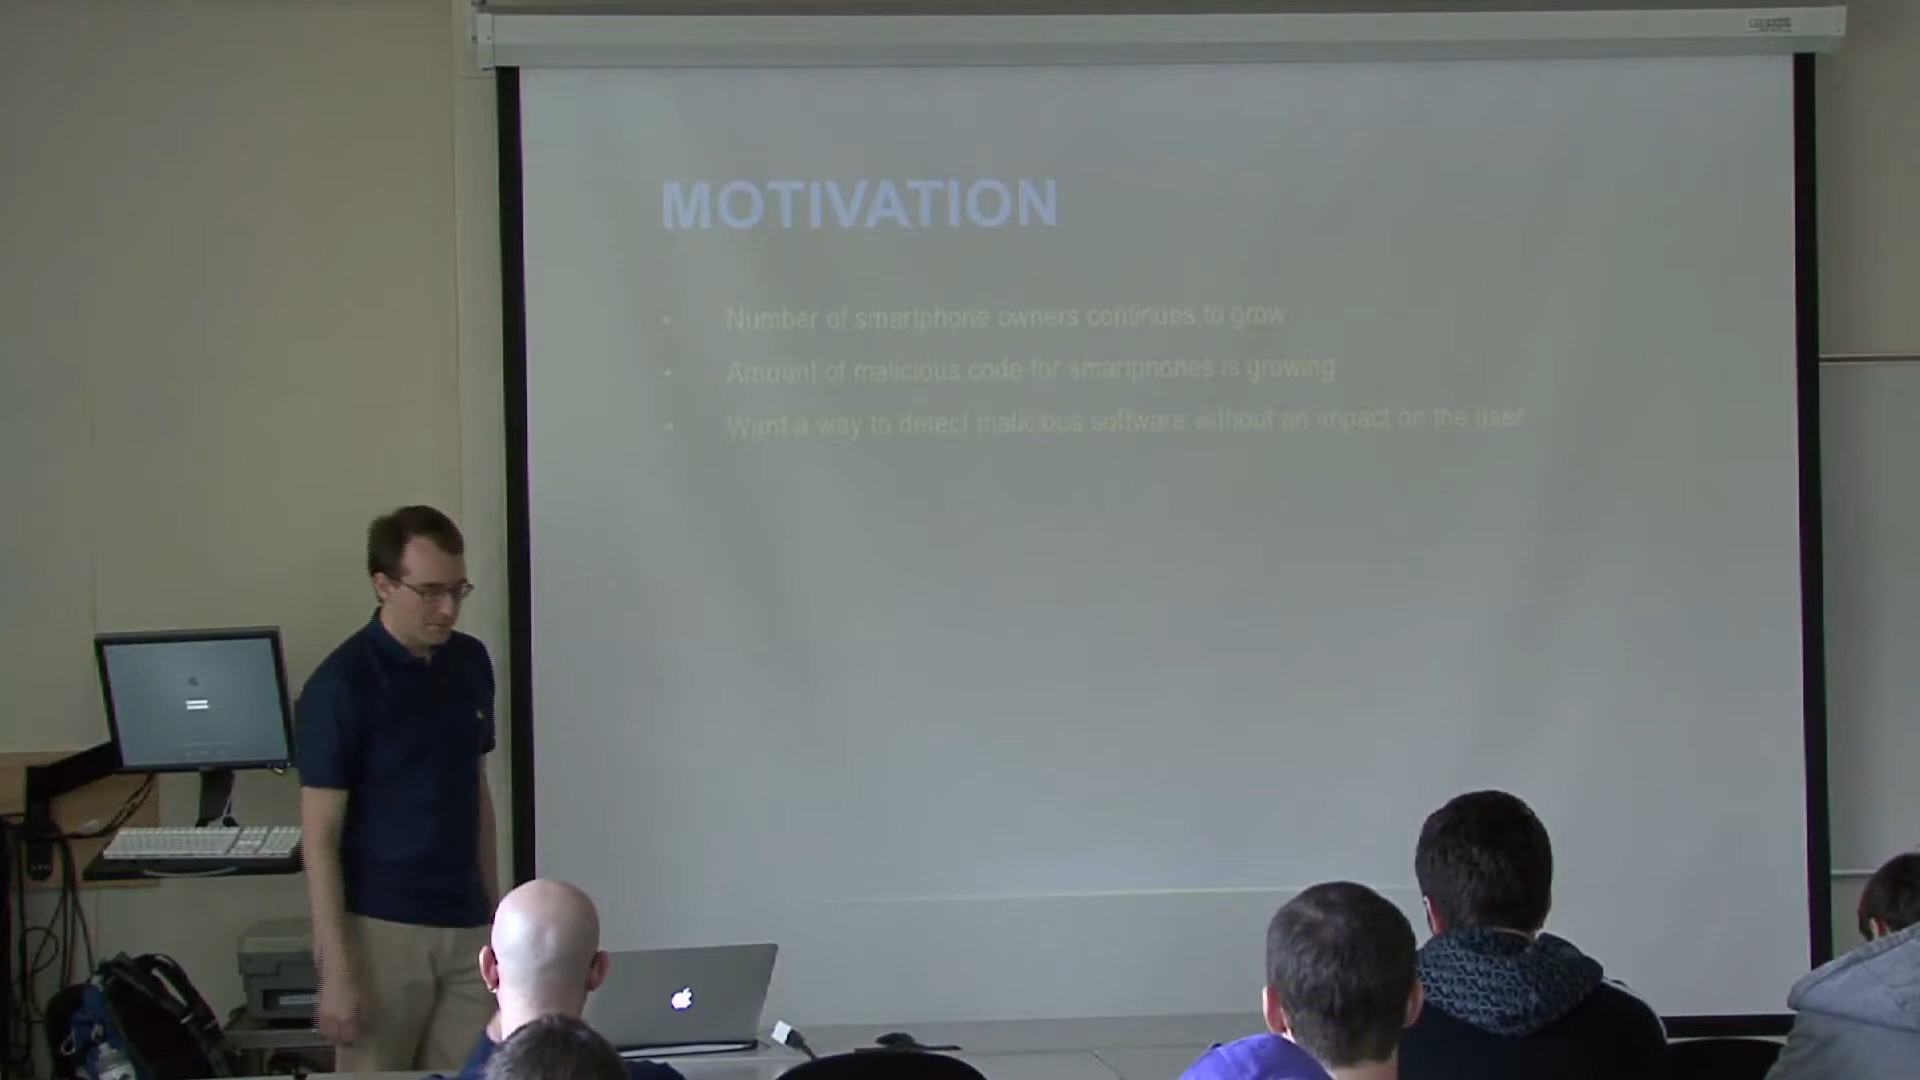 MOTIVATION
• Number of smartphone owners continues to grow
• Amount of malicious code for smartphones is growing
• Want a way to detect malicious software without an impact on the user